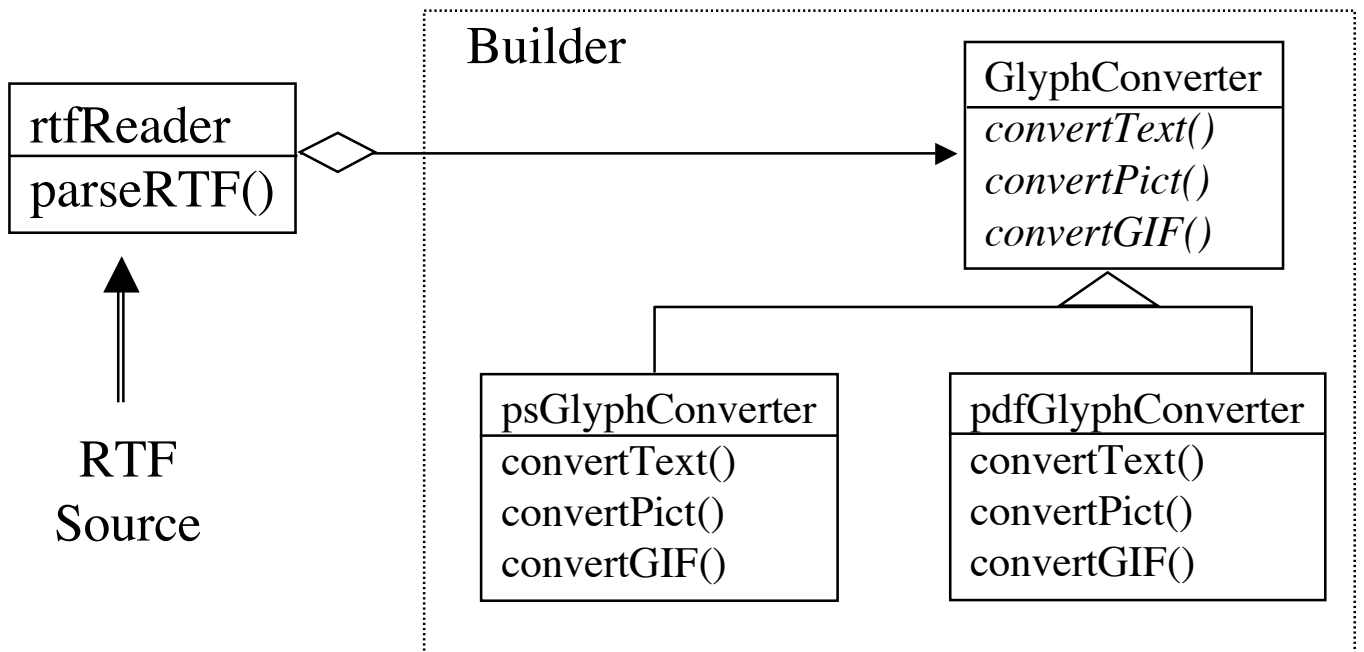 Builder
rtfReader
parseRTF()
RTF
Source
GlyphConverter
convertText()
convertPict()
convertGIF()
psGlyphConverter
convertText()
convertPict()
convertGIF()
pdfGlyphConverter
convertText()
convertPict()
convertGIF()